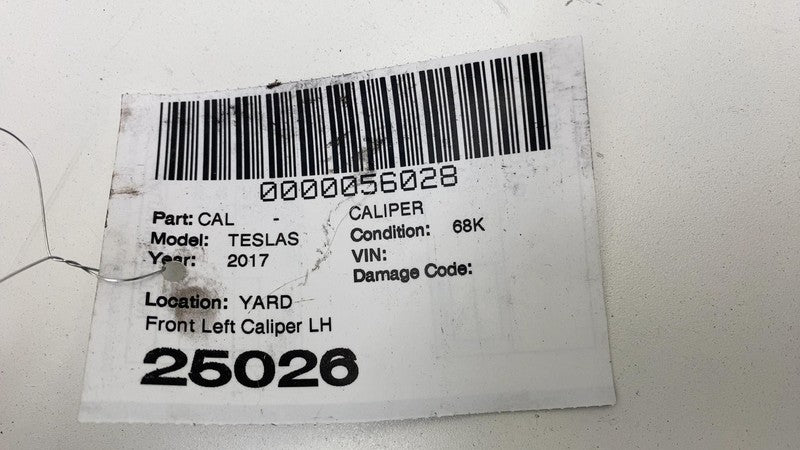 0000056028
Part: CAL - CALIPER
Model: TESLAS Condition: 68K
Year: 2017 VIN:
Damage Code:
Location: YARD
Front Left Caliper LH
25026